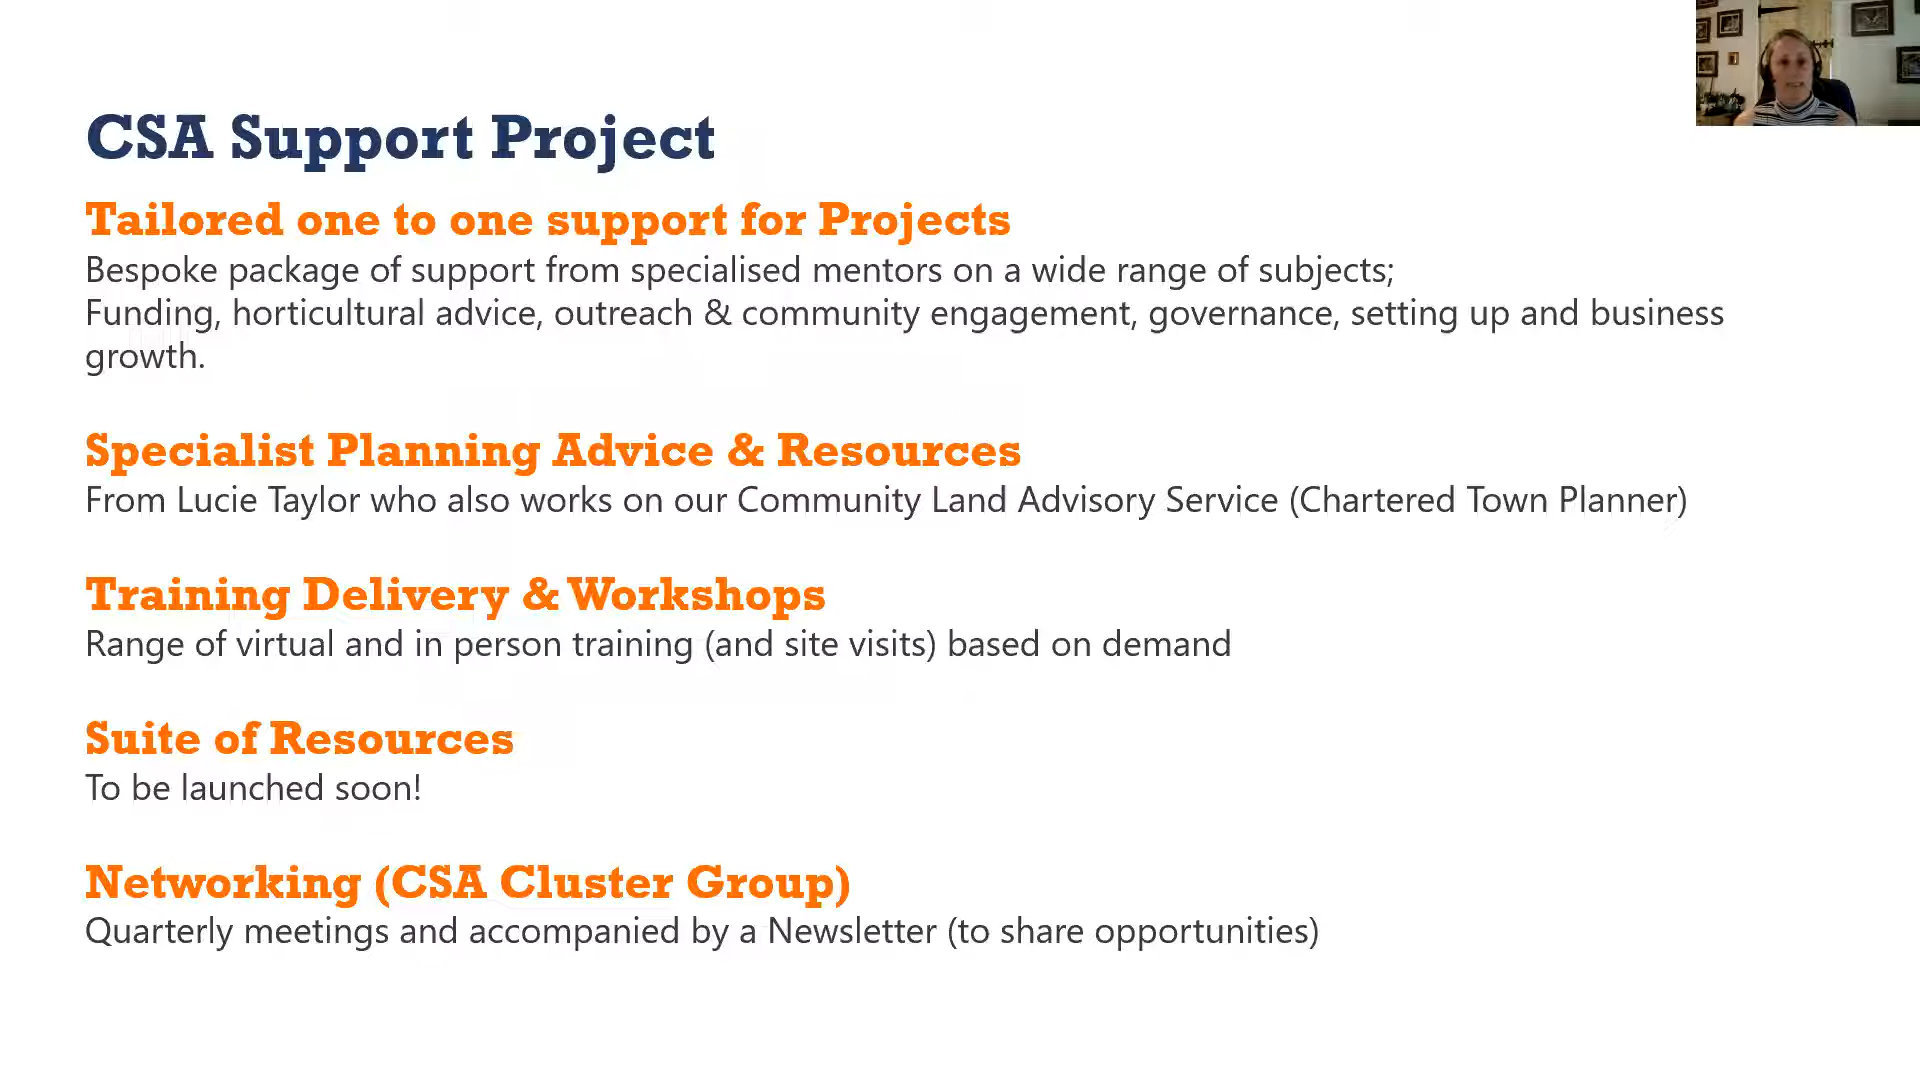 CSA Support Project
Tailored one to one support for Projects
Bespoke package of support from specialised mentors on a wide range of subjects;
Funding, horticultural advice, outreach & community engagement, governance, setting up and business
growth.
Specialist Planning Advice & Resources
From Lucie Taylor who also works on our Community Land Advisory Service (Chartered Town Planner)
Training Delivery & Workshops
Range of virtual and in person training (and site visits) based on demand
Suite of Resources
To be launched soon!
Networking (CSA Cluster Group)
Quarterly meetings and accompanied by a Newsletter (to share opportunities)